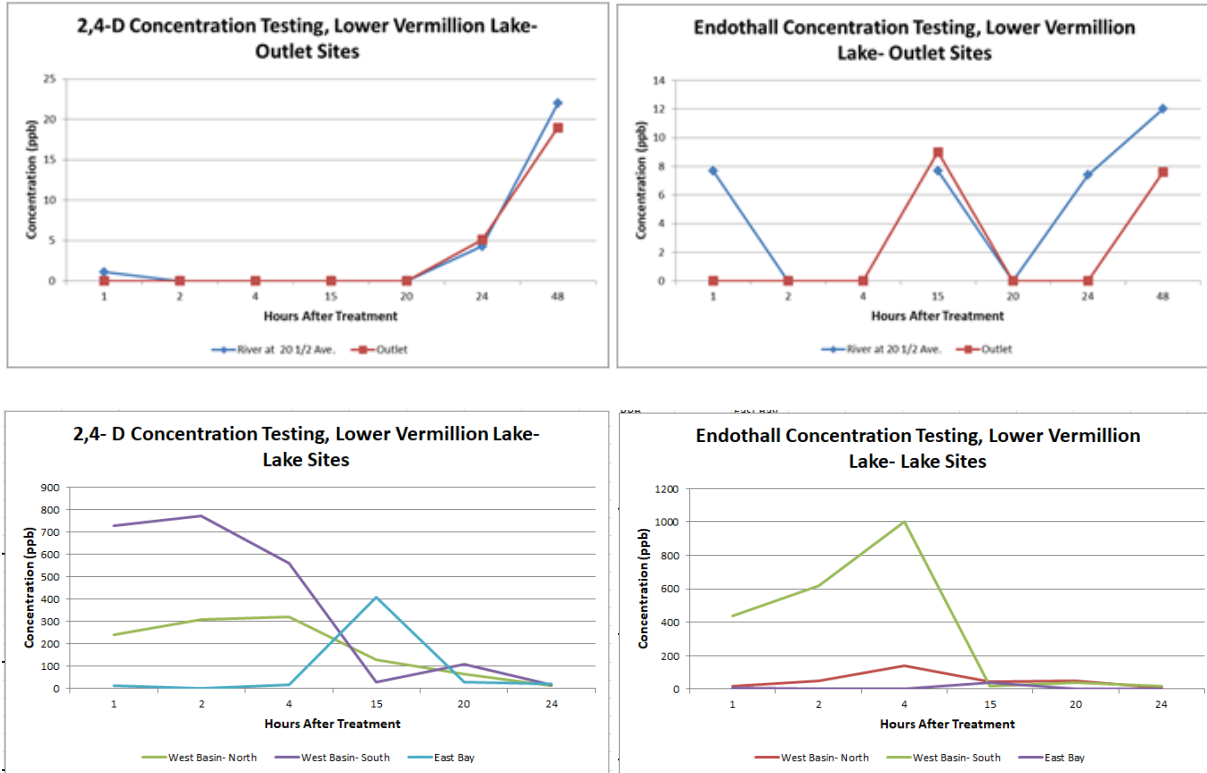 2,4-D Concentration Testing, Lower Vermillion Lake-
Outlet Sites
Concentration (ppb)
25
20
15
10
5
0
1 2 4 15 20 24 48
Hours After Treatment
River at 20 1/2 Ave. Outlet
Endothall Concentration Testing, Lower Vermillion
Lake- Outlet Sites
Concentration (ppb)
14
12
10
8
6
4
2
0
1 2 4 15 20 24 48
Hours After Treatment
River at 20 1/2 Ave. Outlet
2,4- D Concentration Testing, Lower Vermillion Lake-
Lake Sites
Concentration (ppb)
900
800
700
600
500
400
300
200
100
0
1 2 4 15 20 24
Hours After Treatment
West Basin- North West Basin- South East Bay
Endothall Concentration Testing, Lower Vermillion
Lake- Lake Sites
Concentration (ppb)
1200
1000
800
600
400
200
0
1 2 4 15 20 24
Hours After Treatment
West Basin- North West Basin- South East Bay